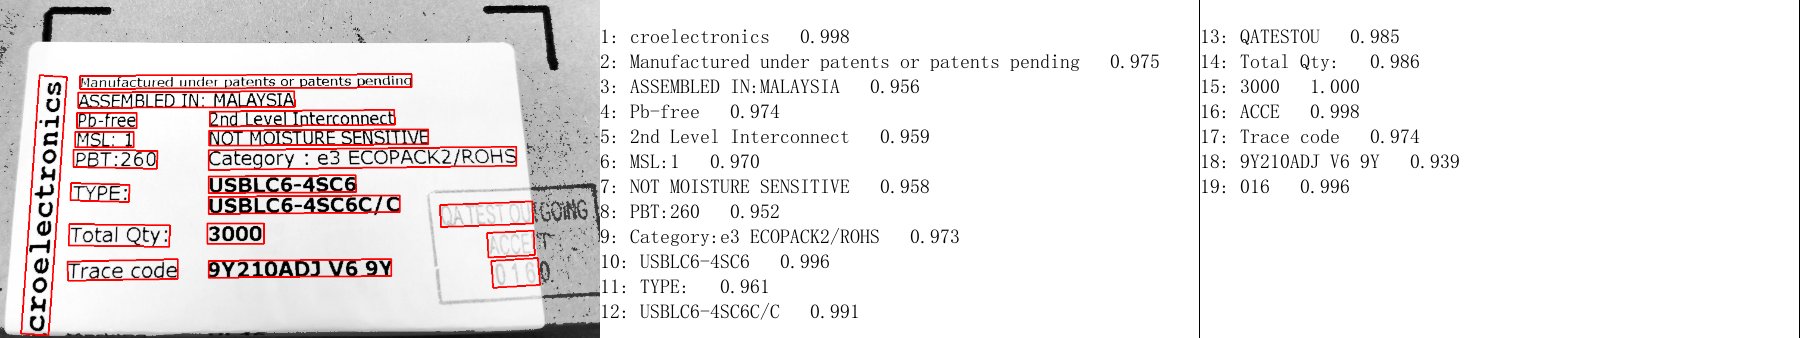 croelectronics
Manufactured under patents or patents pending
ASSEMBLED IN: MALAYSIA
Pb-free 2nd Level Interconnect
MSL: 1 NOT MOISTURE SENSITIVE
PBT:260 Category : e3 ECOPACK2/ROHS
TYPE: USBLC6-4SC6
USBLC6-4SC6C/C
QATEST OUTGOING
Total Qty: 3000
Trace code 9Y210ADJ V6 9Y
0160
1: croelectronics 0.998
2: Manufactured under patents or patents pending 0.975
3: ASSEMBLED IN:MALAYSIA 0.956
4: Pb-free 0.974
5: 2nd Level Interconnect 0.959
6: MSL:1 0.970
7: NOT MOISTURE SENSITIVE 0.958
8: PBT:260 0.952
9: Category:e3 ECOPACK2/ROHS 0.973
10: USBLC6-4SC6 0.996
11: TYPE: 0.961
12: USBLC6-4SC6C/C 0.991
13: QATESTOU 0.985
14: Total Qty: 0.986
15: 3000 1.000
16: ACCE 0.998
17: Trace code 0.974
18: 9Y210ADJ V6 9Y 0.939
19: 016 0.996